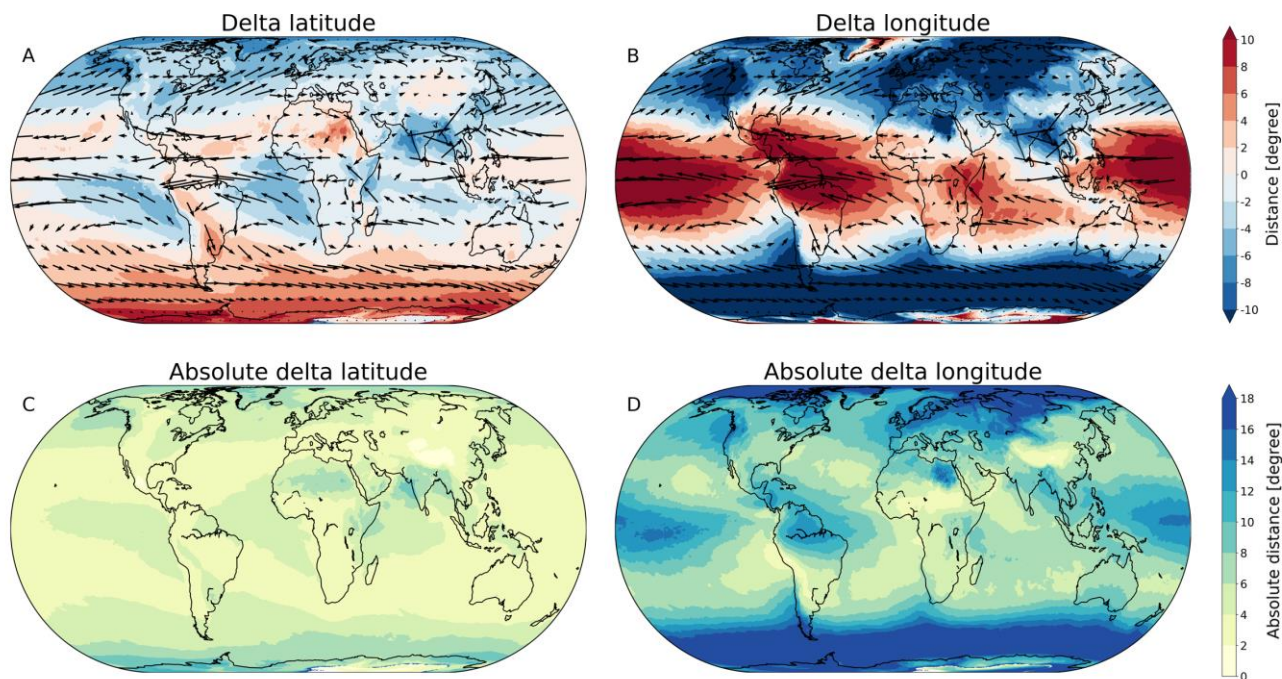 Delta latitude
Delta longitude
A
B
10
8
6
4
2
0
-2
-4
-6
-8
-10
Distance [degree]
Absolute delta latitude
Absolute delta longitude
C
D
18
16
14
12
10
8
6
4
2
0
Absolute distance [degree]